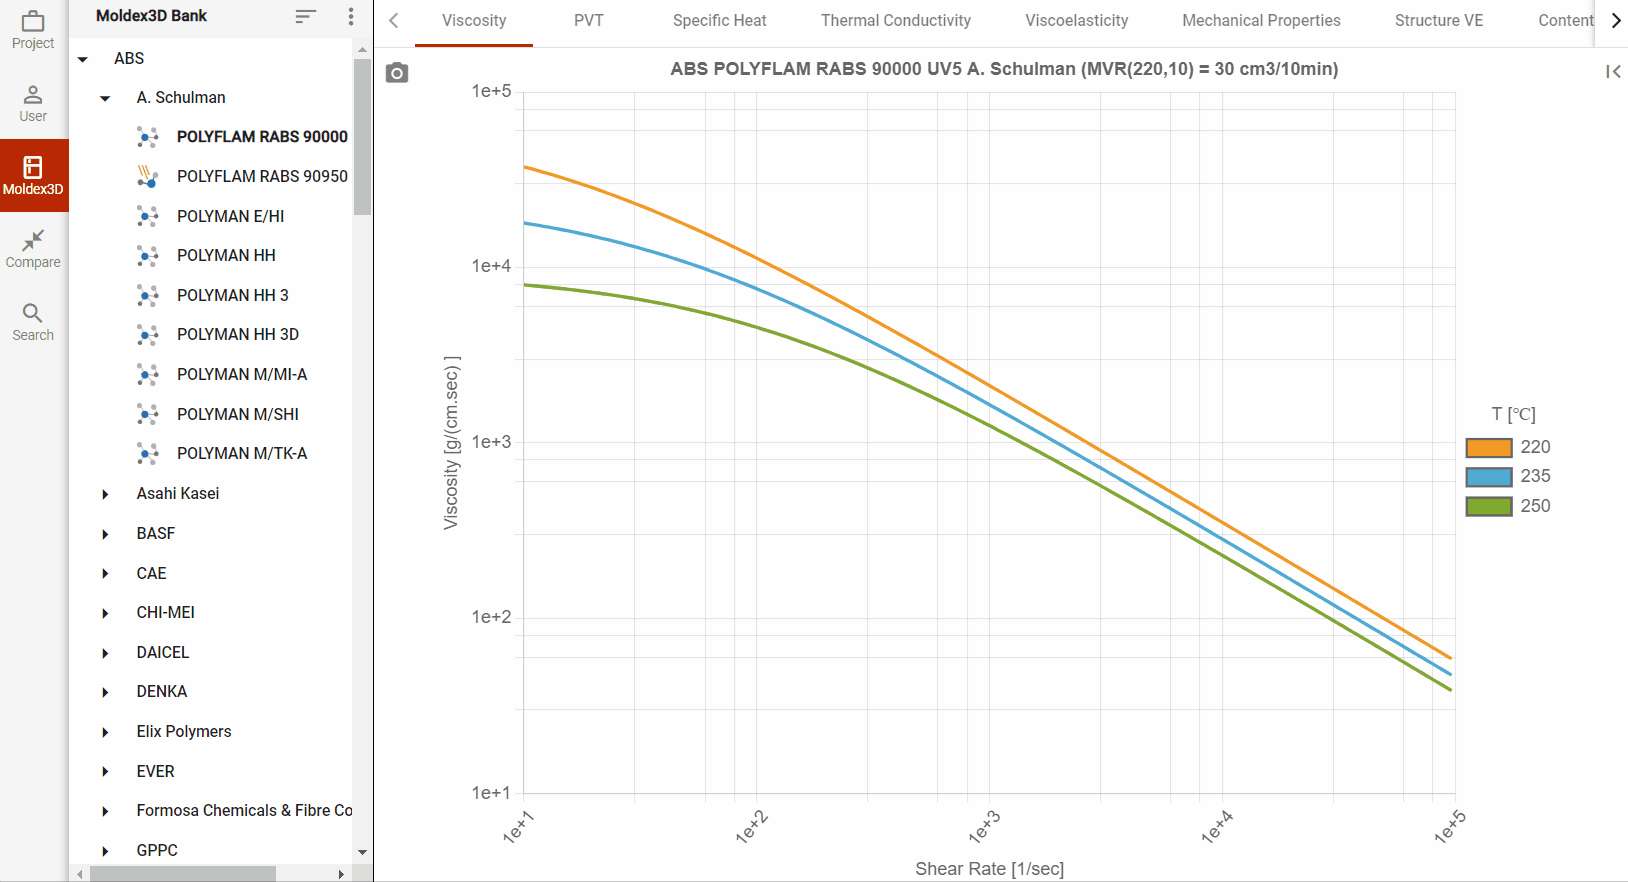 Project
User
Moldex3D
Compare
Search
Moldex3D Bank
ABS
A. Schulman
POLYFLAM RABS 90000
POLYFLAM RABS 90950
POLYMAN E/HI
POLYMAN HH
POLYMAN HH 3
POLYMAN HH 3D
POLYMAN M/MI-A
POLYMAN M/SHI
POLYMAN M/TK-A
Asahi Kasei
BASF
CAE
CHI-MEI
DAICEL
DENKA
Elix Polymers
EVER
Formosa Chemicals & Fibre Co
GPPC
Viscosity PVT Specific Heat Thermal Conductivity Viscoelasticity Mechanical Properties Structure VE Content
ABS POLYFLAM RABS 90000 UV5 A. Schulman (MVR(220,10) = 30 cm3/10min)
Viscosity [g/(cm.sec) ]
1e+5
1e+4
1e+3
1e+2
1e+1
1e+1 1e+2 1e+3 1e+4 1e+5
Shear Rate [1/sec]
T [℃]
220
235
250